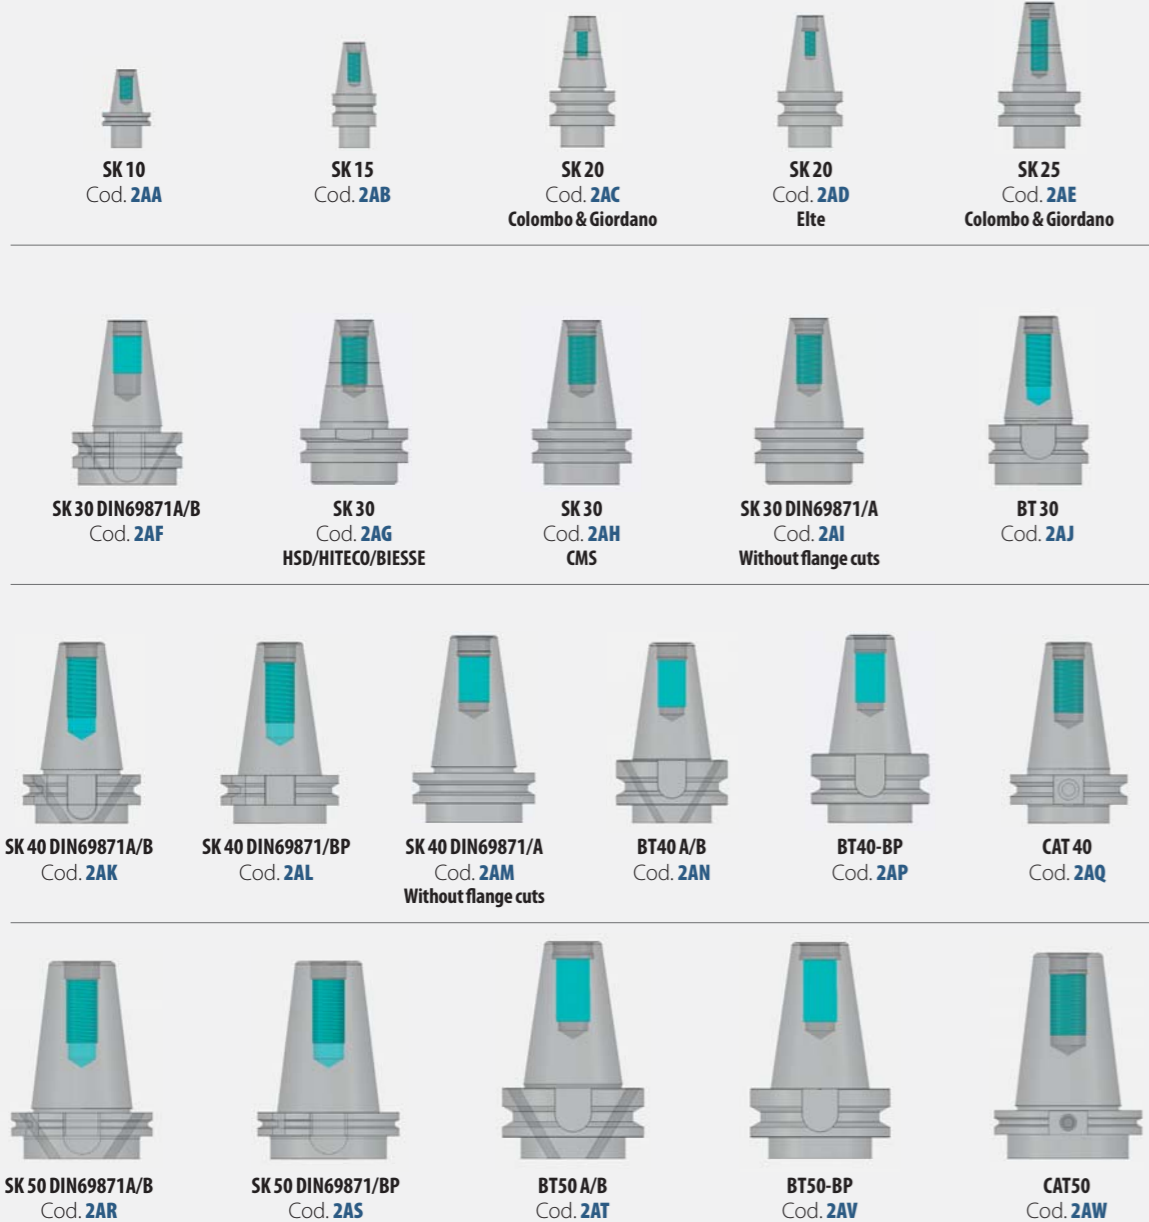 SK 10
Cod. 2AA
SK 15
Cod. 2AB
SK 20
Cod. 2AC
Colombo & Giordano
SK 20
Cod. 2AD
Elte
SK 25
Cod. 2AE
Colombo & Giordano
SK 30 DIN69871A/B
Cod. 2AF
SK 30
Cod. 2AG
HSD/HITECO/BIESSE
SK 30
Cod. 2AH
CMS
SK 30 DIN69871/A
Cod. 2AI
Without flange cuts
BT 30
Cod. 2AJ
SK 40 DIN69871A/B
Cod. 2AK
SK 40 DIN69871/BP
Cod. 2AL
SK 40 DIN69871/A
Cod. 2AM
Without flange cuts
BT40 A/B
Cod. 2AN
BT40-BP
Cod. 2AP
CAT 40
Cod. 2AQ
SK 50 DIN69871A/B
Cod. 2AR
SK 50 DIN69871/BP
Cod. 2AS
BT50 A/B
Cod. 2AT
BT50-BP
Cod. 2AV
CAT50
Cod. 2AW